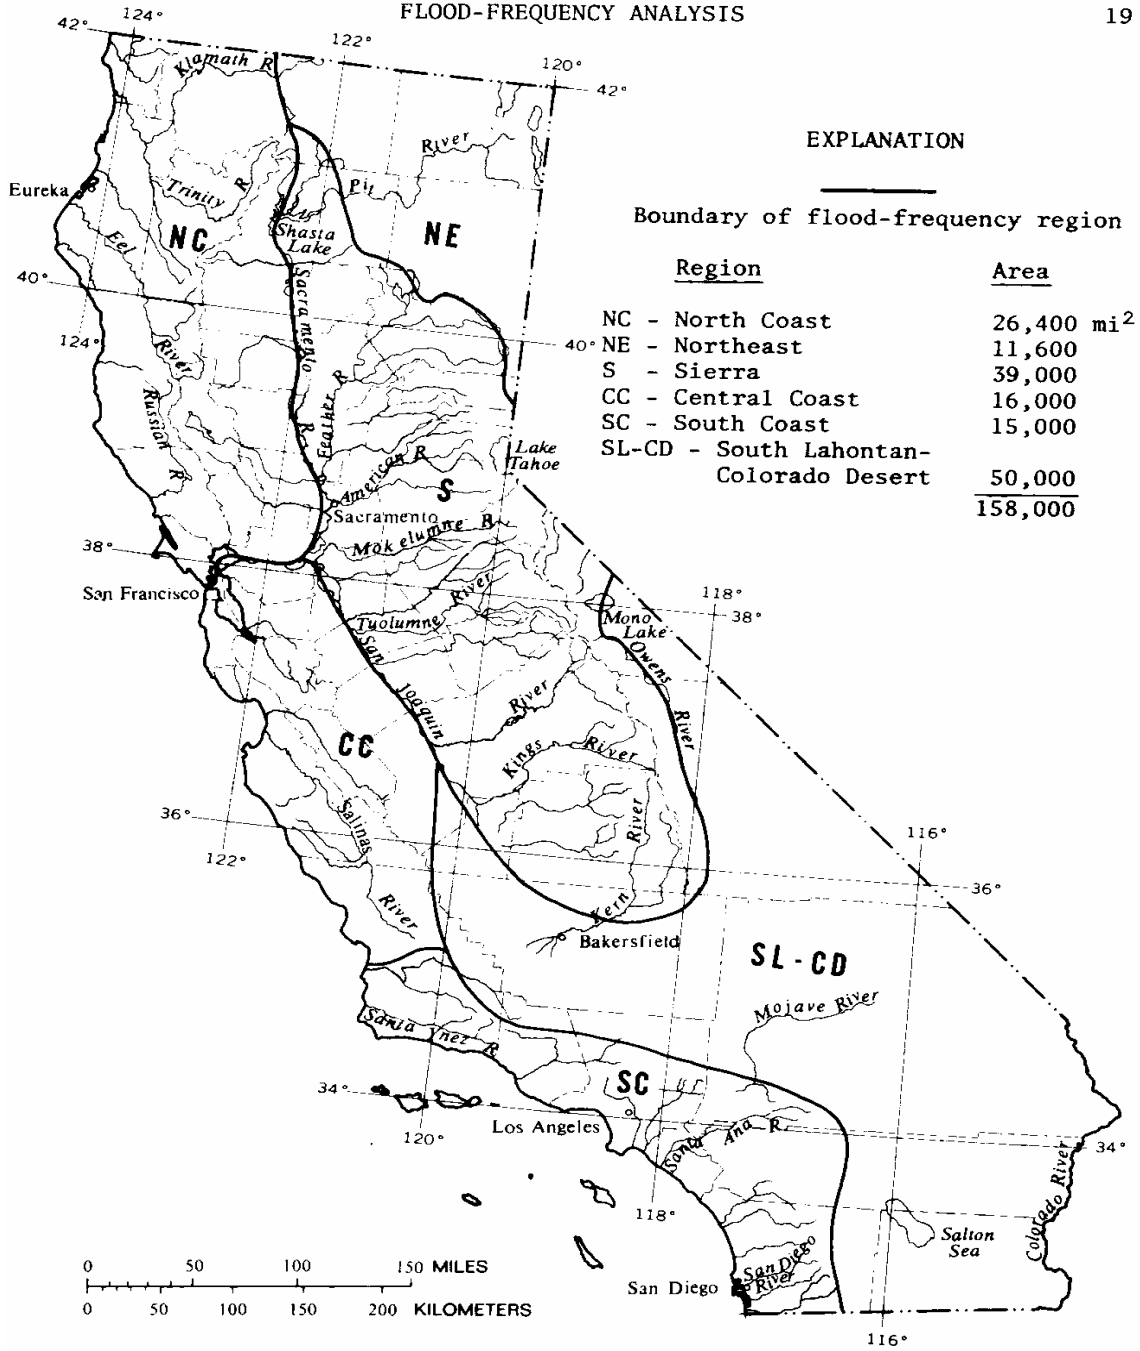 FLOOD-FREQUENCY ANALYSIS
19
42°
124°
122°
120°
42°
Klamath R
River
Pit
Eureka
Trinity R
Shasta
Lake
NC
NE
Eel
River
Sacramento R
40°
124°
40°
EXPLANATION
Boundary of flood-frequency region
Region Area
NC - North Coast 26,400 mi²
NE - Northeast 11,600
S - Sierra 39,000
CC - Central Coast 16,000
SC - South Coast 15,000
SL-CD - South Lahontan-
Colorado Desert 50,000
158,000
Russian R
Feather R
American R
Lake
Tahoe
S
Sacramento
Mokelumne R
38°
San Francisco
118°
38°
Tuolumne River
Mono
Lake
Owens
River
San
Joaquin
River
CC
Kings River
Salinas
River
36°
122°
116°
36°
Kern
River
Bakersfield
SL-CD
Mojave River
Santa Ynez R
SC
34°
120°
Los Angeles
Santa Ana R.
34°
118°
Colorado River
Salton
Sea
San Diego
River
San Diego
116°
0 50 100 150 MILES
0 50 100 150 200 KILOMETERS